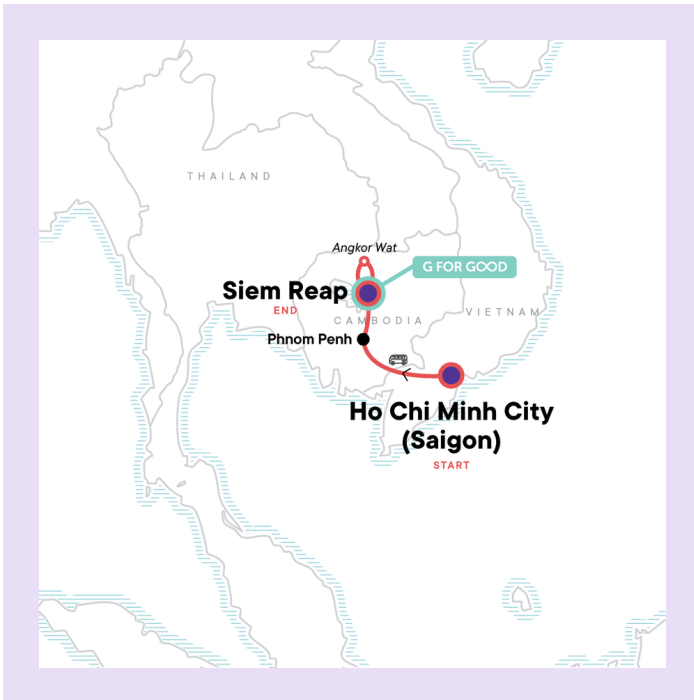 THAILAND
Angkor Wat
G FOR GOOD
Siem Reap
END
VIETNAM
CAMBODIA
Phnom Penh
Ho Chi Minh City
(Saigon)
START